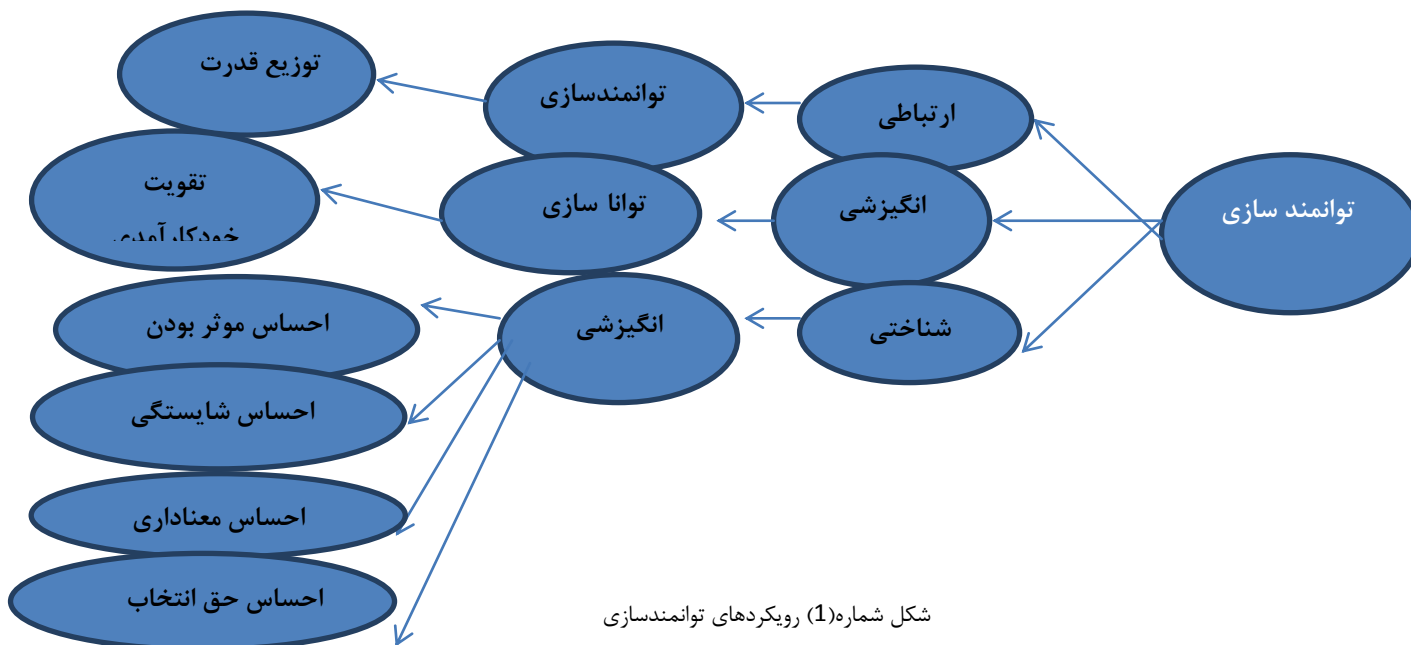 توانمند سازی
ارتباطی
توانمندسازی
توزیع قدرت
انگیزشی
توانا سازی
تقویت
خودکارآمدی
شناختی
انگیزشی
احساس موثر بودن
احساس شایستگی
احساس معناداری
احساس حق انتخاب
شکل شماره(1) رویکردهای توانمندسازی